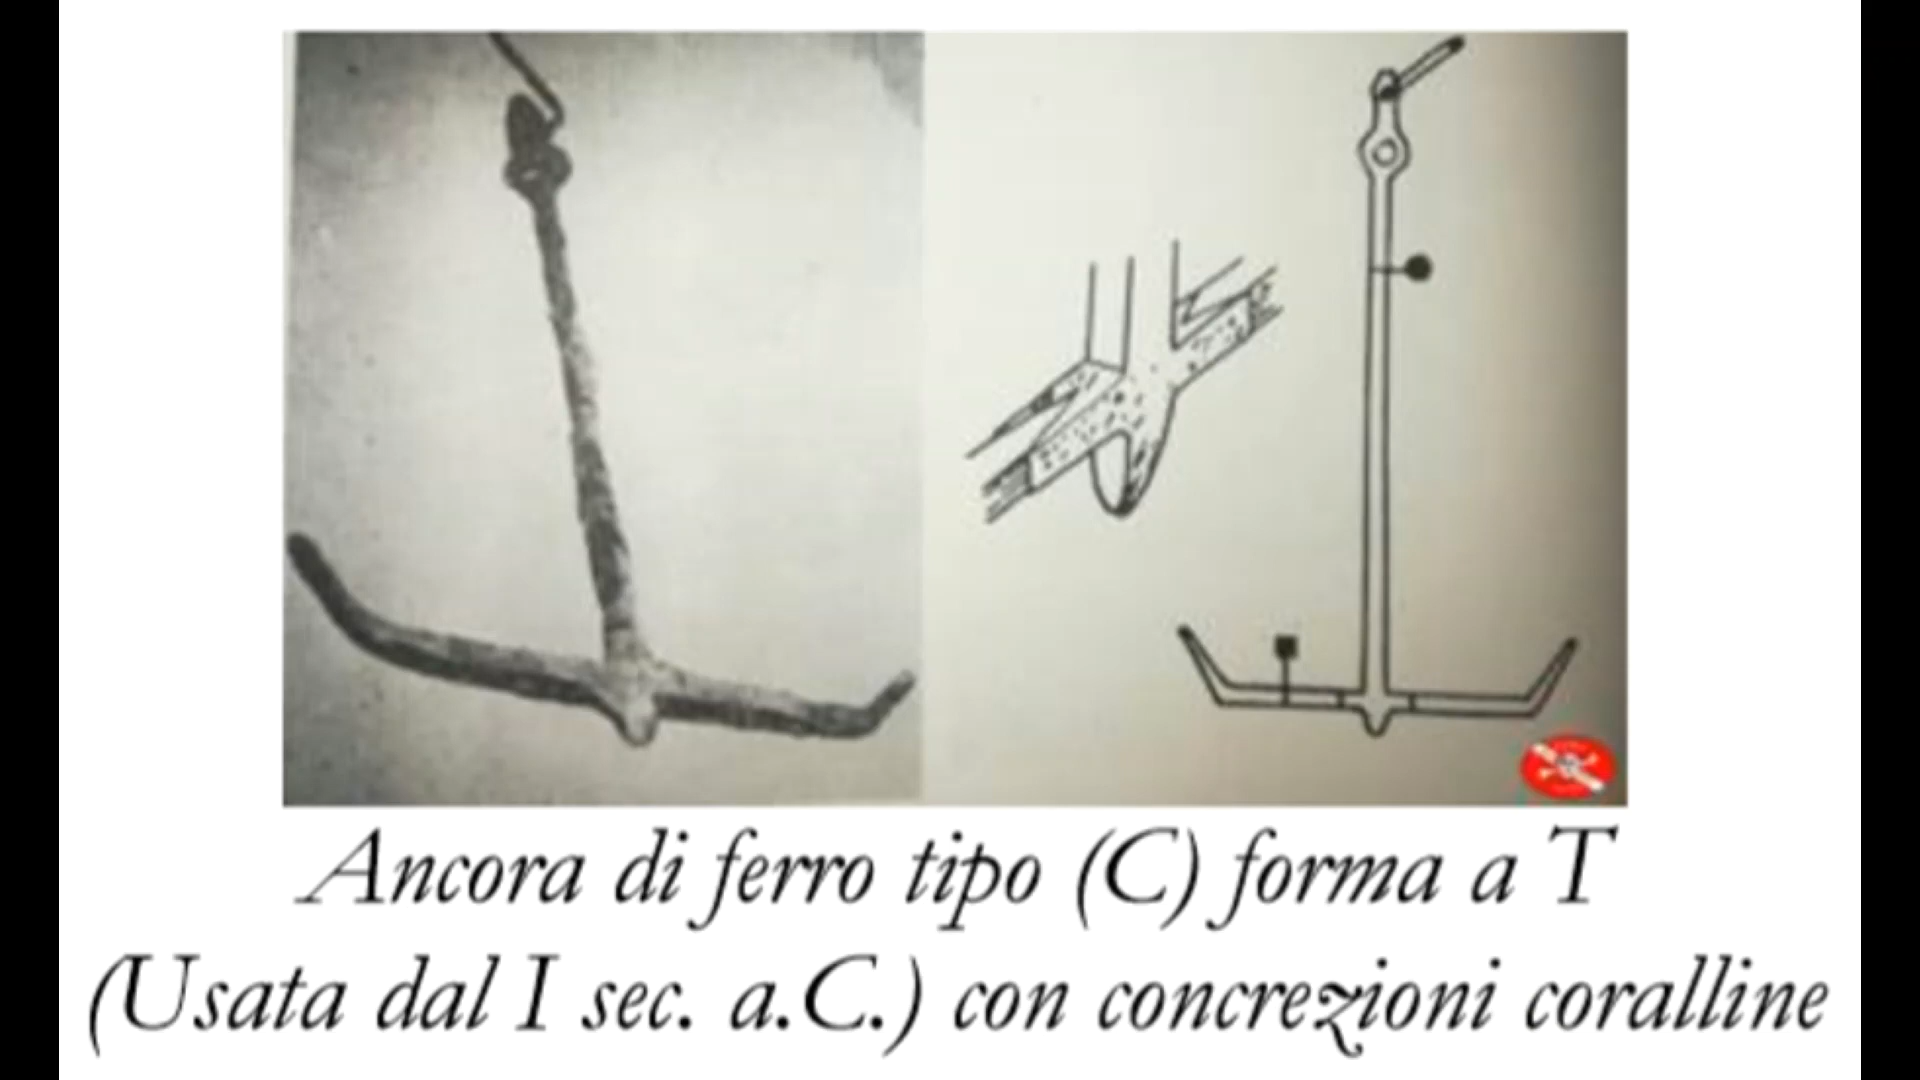 Ancora di ferro tipo (C) forma a T
(Usata dal I sec. a.C.) con concrezioni coralline